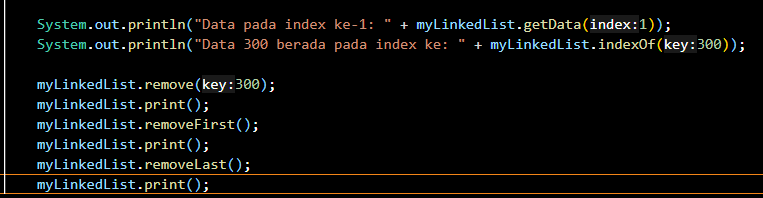 System.out.println("Data pada index ke-1: " + myLinkedList.getData(index:1));
System.out.println("Data 300 berada pada index ke: " + myLinkedList.indexOf(key:300));
myLinkedList.remove(key:300);
myLinkedList.print();
myLinkedList.removeFirst();
myLinkedList.print();
myLinkedList.removeLast();
myLinkedList.print();